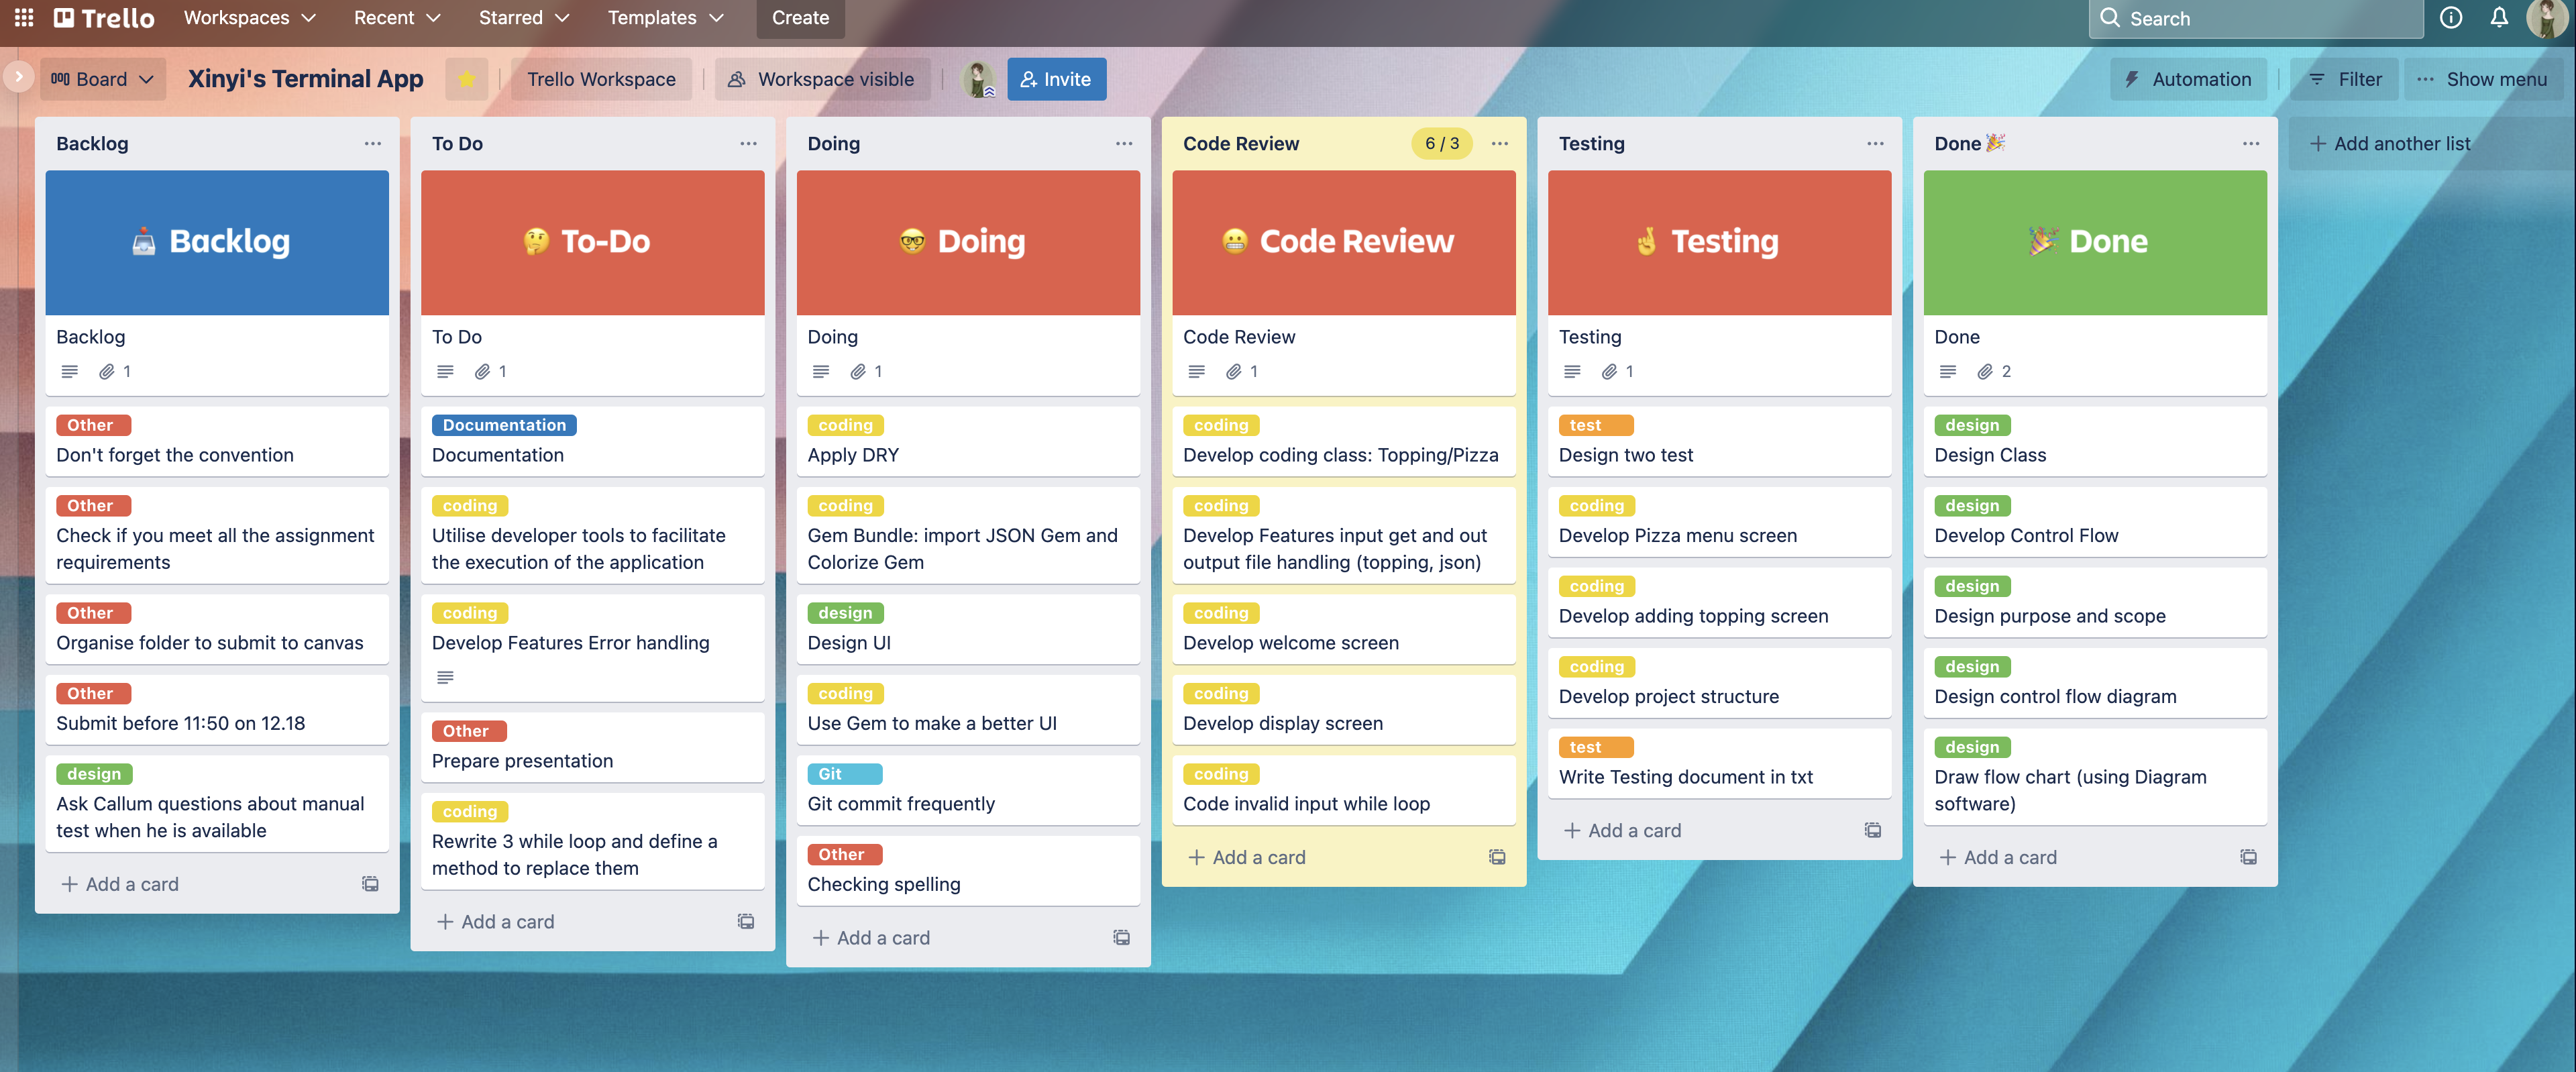 Trello Workspaces Recent Starred Templates Create Search
Board Xinyi's Terminal App Trello Workspace Workspace visible Invite Automation Filter Show menu
Backlog
Backlog
Backlog
1
Other
Don't forget the convention
Other
Check if you meet all the assignment
requirements
Other
Organise folder to submit to canvas
Other
Submit before 11:50 on 12.18
design
Ask Callum questions about manual
test when he is available
+ Add a card
To Do
To-Do
To Do
1
Documentation
Documentation
coding
Utilise developer tools to facilitate
the execution of the application
coding
Develop Features Error handling
Other
Prepare presentation
coding
Rewrite 3 while loop and define a
method to replace them
+ Add a card
Doing
Doing
Doing
1
coding
Apply DRY
coding
Gem Bundle: import JSON Gem and
Colorize Gem
design
Design UI
coding
Use Gem to make a better UI
Git
Git commit frequently
Other
Checking spelling
+ Add a card
Code Review 6 / 3
Code Review
Code Review
1
coding
Develop coding class: Topping/Pizza
coding
Develop Features input get and out
output file handling (topping, json)
coding
Develop welcome screen
coding
Develop display screen
coding
Code invalid input while loop
+ Add a card
Testing
Testing
Testing
1
test
Design two test
coding
Develop Pizza menu screen
coding
Develop adding topping screen
coding
Develop project structure
test
Write Testing document in txt
+ Add a card
Done
Done
Done
2
design
Design Class
design
Develop Control Flow
design
Design purpose and scope
design
Design control flow diagram
design
Draw flow chart (using Diagram
software)
+ Add a card
+ Add another list